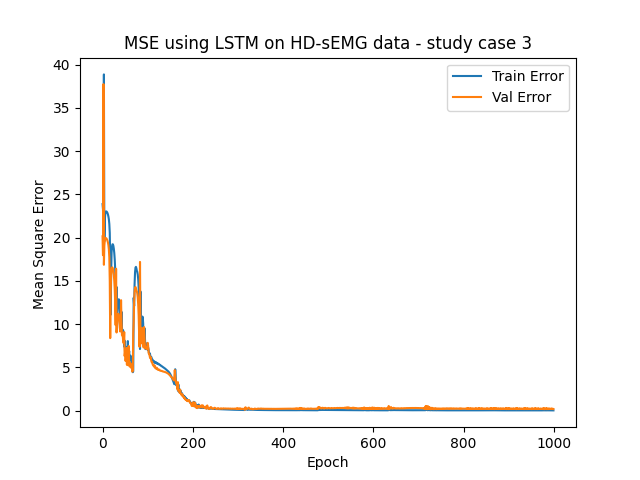 MSE using LSTM on HD-sEMG data - study case 3
Train Error
Val Error
40
35
30
25
20
15
10
5
0
Mean Square Error
0 200 400 600 800 1000
Epoch